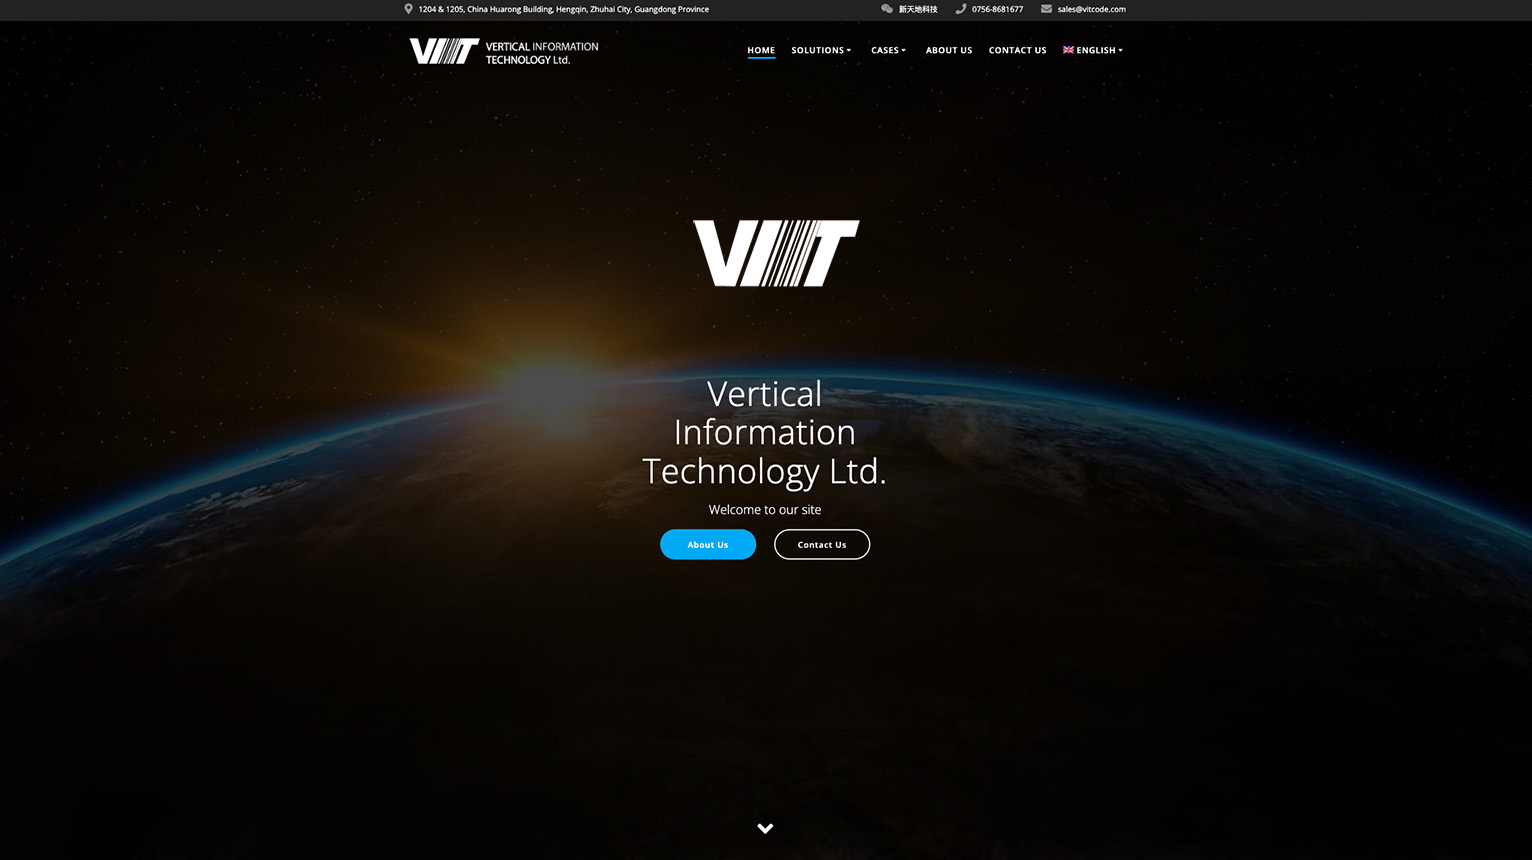 1204 & 1205, China Huarong Building, Hengqin, Zhuhai City, Guangdong Province
新天地科技
0756-8681677
sales@vitcode.com
VIT
VERTICAL INFORMATION
TECHNOLOGY Ltd.
HOME
SOLUTIONS
CASES
ABOUT US
CONTACT US
ENGLISH
VIT
Vertical
Information
Technology Ltd.
Welcome to our site
About Us
Contact Us